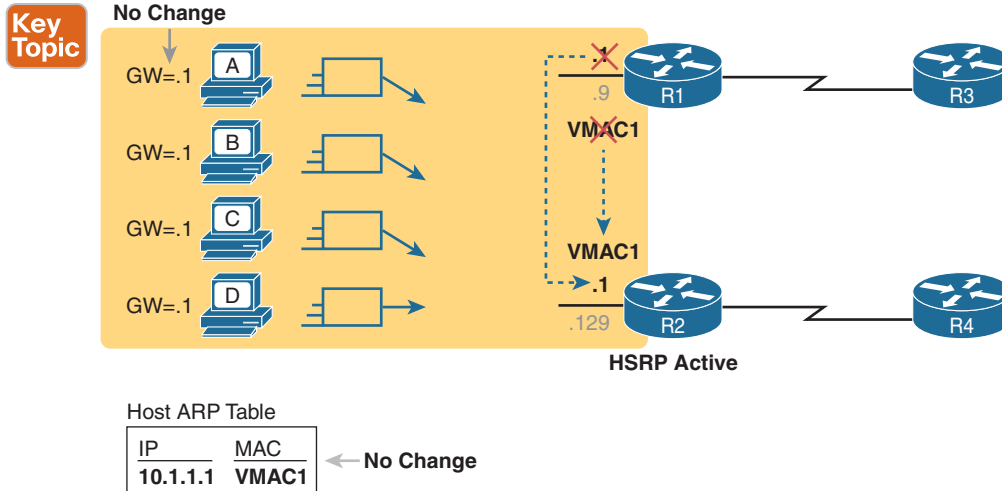 Key
Topic
No Change
GW=.1
A
.1
.9
R1
R3
GW=.1
B
VMAC1
GW=.1
C
VMAC1
GW=.1
D
.1
.129
R2
R4
HSRP Active
Host ARP Table
IP MAC
10.1.1.1 VMAC1
No Change